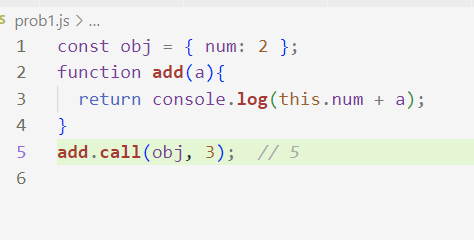 prob1.js > ...
1 const obj = { num: 2 };
2 function add(a){
3   return console.log(this.num + a);
4 }
5 add.call(obj, 3);  // 5
6